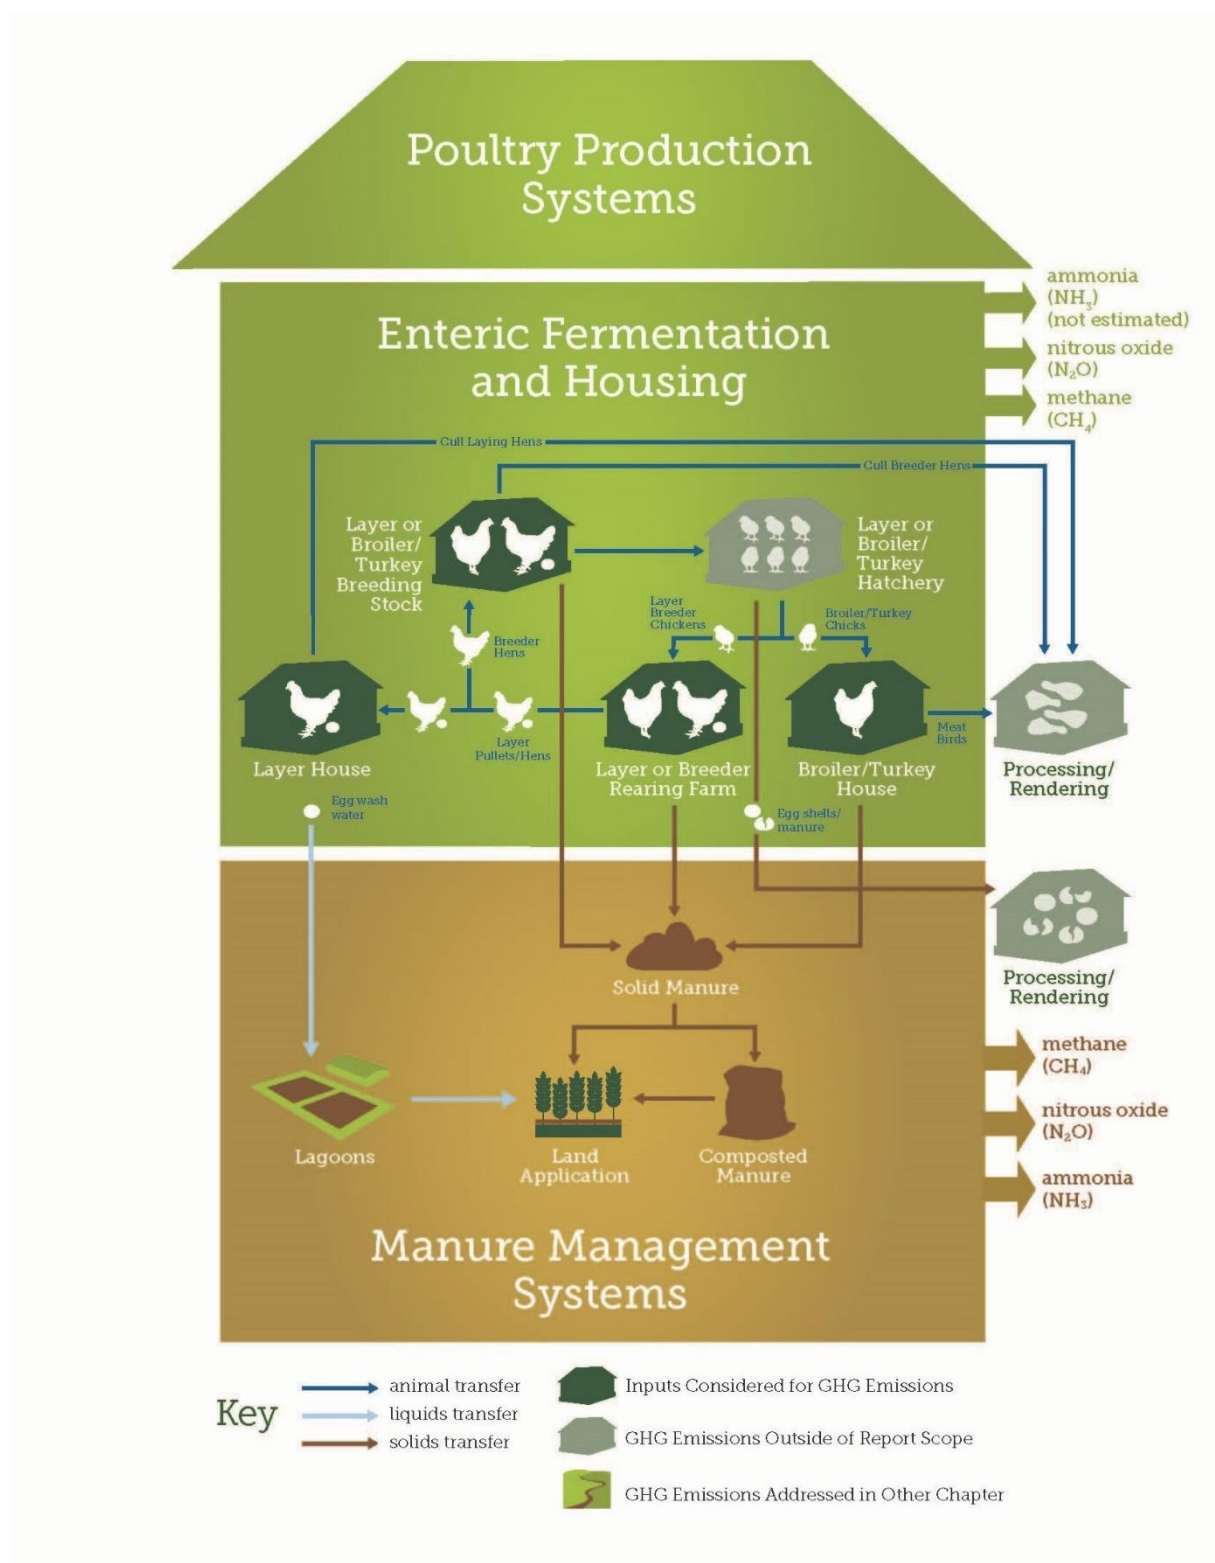 Poultry Production
Systems
ammonia
(NH₃)
(not estimated)
nitrous oxide
(N₂O)
methane
(CH₄)
Enteric Fermentation
and Housing
Cull Laying Hens
Cull Breeder Hens
Layer or
Broiler/
Turkey
Breeding
Stock
Layer or
Broiler/
Turkey
Hatchery
Layer
Breeder
Chickens
Broiler/Turkey
Chicks
Breeder
Hens
Layer
Pullets/Hens
Meat
Birds
Layer House
Layer or Breeder
Rearing Farm
Broiler/Turkey
House
Processing/
Rendering
Egg wash
water
Egg shells/
manure
Solid Manure
Processing/
Rendering
methane
(CH₄)
nitrous oxide
(N₂O)
ammonia
(NH₃)
Lagoons
Land
Application
Composted
Manure
Manure Management
Systems
Key
animal transfer
liquids transfer
solids transfer
Inputs Considered for GHG Emissions
GHG Emissions Outside of Report Scope
GHG Emissions Addressed in Other Chapter